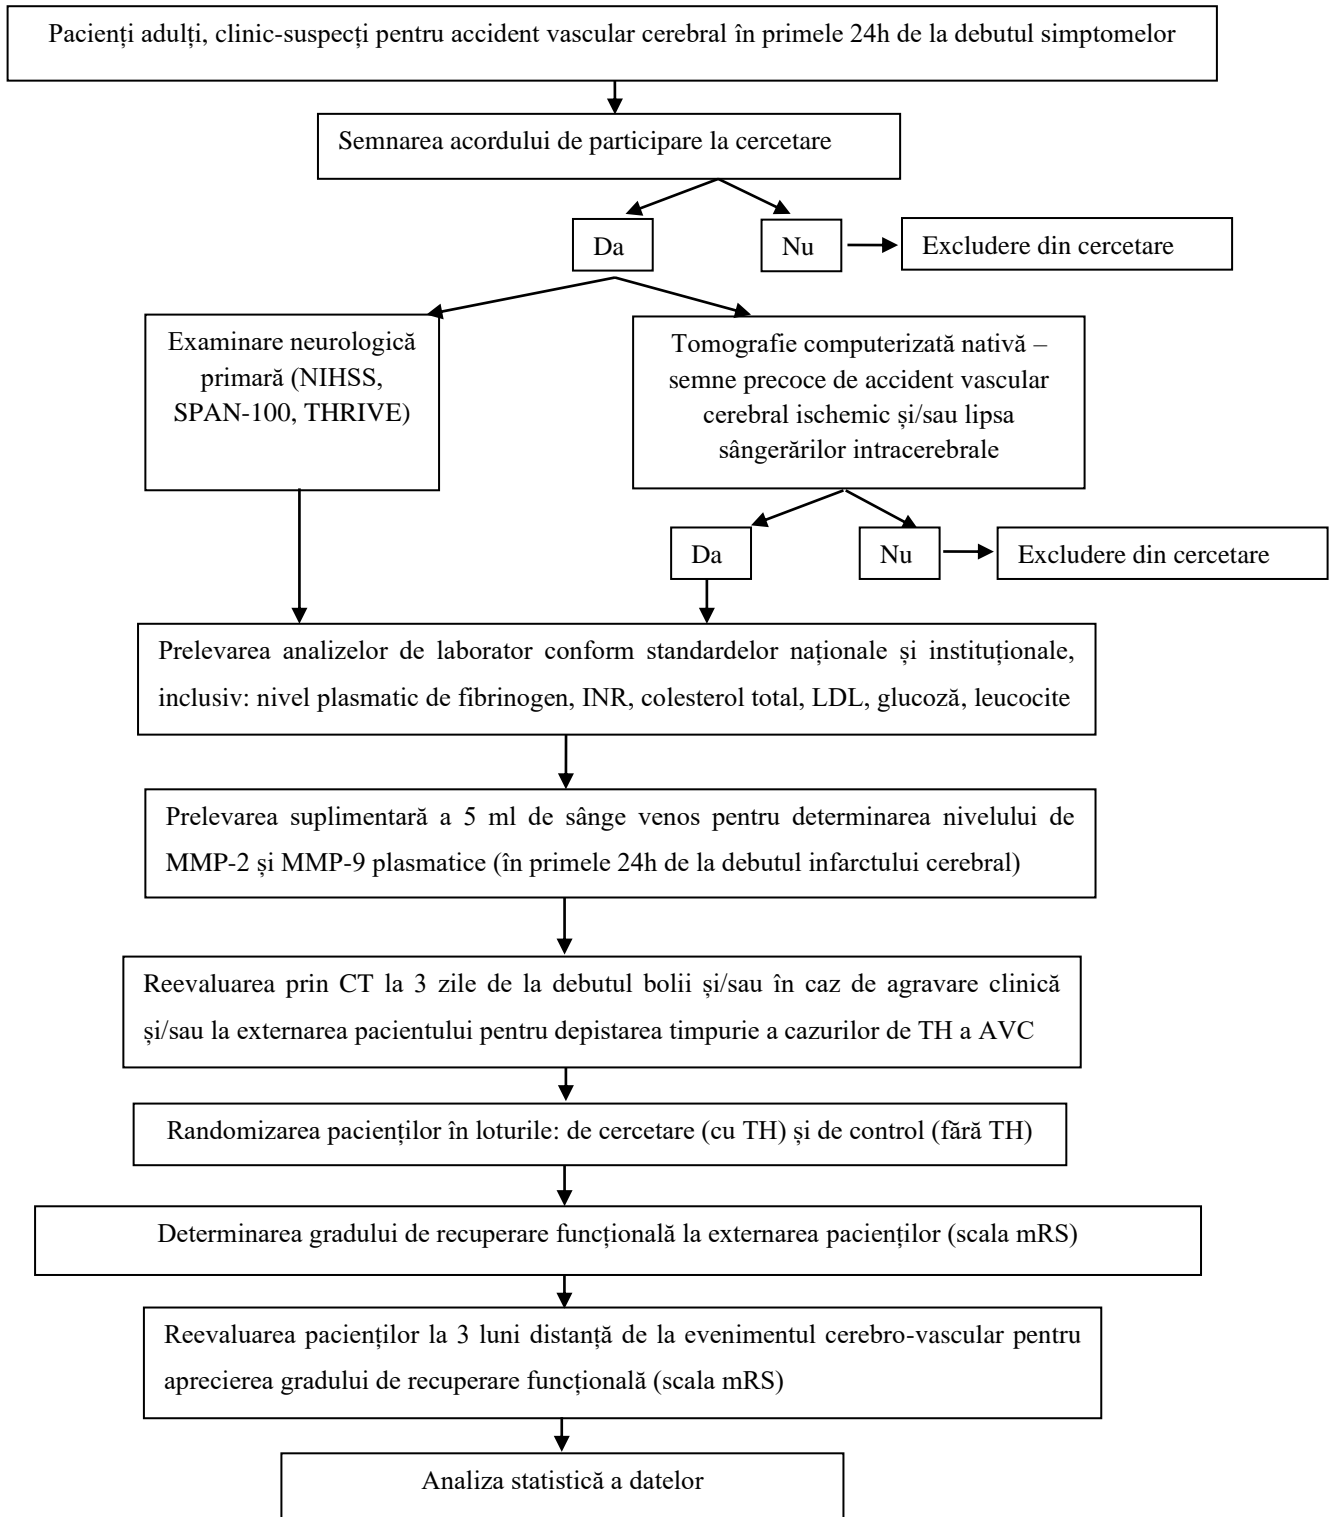 Pacienți adulți, clinic-suspecți pentru accident vascular cerebral în primele 24h de la debutul simptomelor
Semnarea acordului de participare la cercetare
Da
Nu
Excludere din cercetare
Examinare neurologică
primară (NIHSS,
SPAN-100, THRIVE)
Tomografie computerizată nativă –
semne precoce de accident vascular
cerebral ischemic și/sau lipsa
sângerărilor intracerebrale
Da
Nu
Excludere din cercetare
Prelevarea analizelor de laborator conform standardelor naționale și instituționale,
inclusiv: nivel plasmatic de fibrinogen, INR, colesterol total, LDL, glucoză, leucocite
Prelevarea suplimentară a 5 ml de sânge venos pentru determinarea nivelului de
MMP-2 și MMP-9 plasmatice (în primele 24h de la debutul infarctului cerebral)
Reevaluarea prin CT la 3 zile de la debutul bolii și/sau în caz de agravare clinică
și/sau la externarea pacientului pentru depistarea timpurie a cazurilor de TH a AVC
Randomizarea pacienților în loturile: de cercetare (cu TH) și de control (fără TH)
Determinarea gradului de recuperare funcțională la externarea pacienților (scala mRS)
Reevaluarea pacienților la 3 luni distanță de la evenimentul cerebro-vascular pentru
aprecierea gradului de recuperare funcțională (scala mRS)
Analiza statistică a datelor